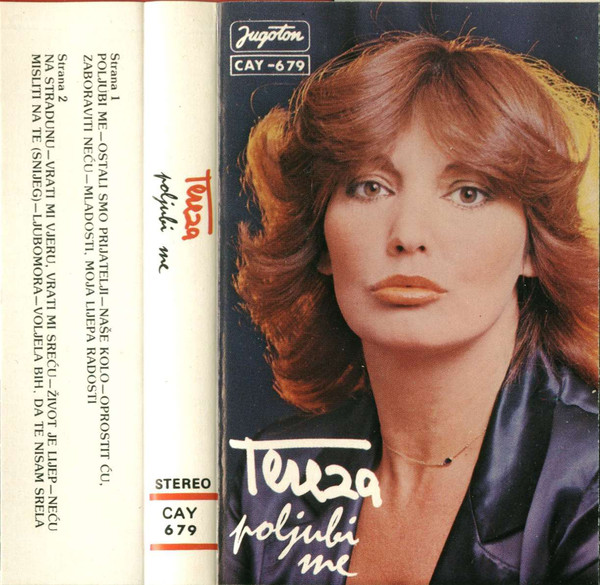 Strana 1
POLJUBI ME—OSTALI SMO PRIJATELJI—NAŠE KOLO—OPROSTIT ĆU,
ZABORAVITI NEĆU—MLADOSTI, MOJA LIJEPA RADOSTI
Strana 2
NA STRADUNU—VRATI MI VJERU, VRATI MI SREĆU—ŽIVOT JE LIJEP—NEĆU
MISLITI NA TE (SNIJEG)—LJUBOMORA—VOLJELA BIH, DA TE NISAM SRELA
Tereza
poljubi me
STEREO
CAY
679
Jugoton
CAY-679
Tereza
poljubi
me